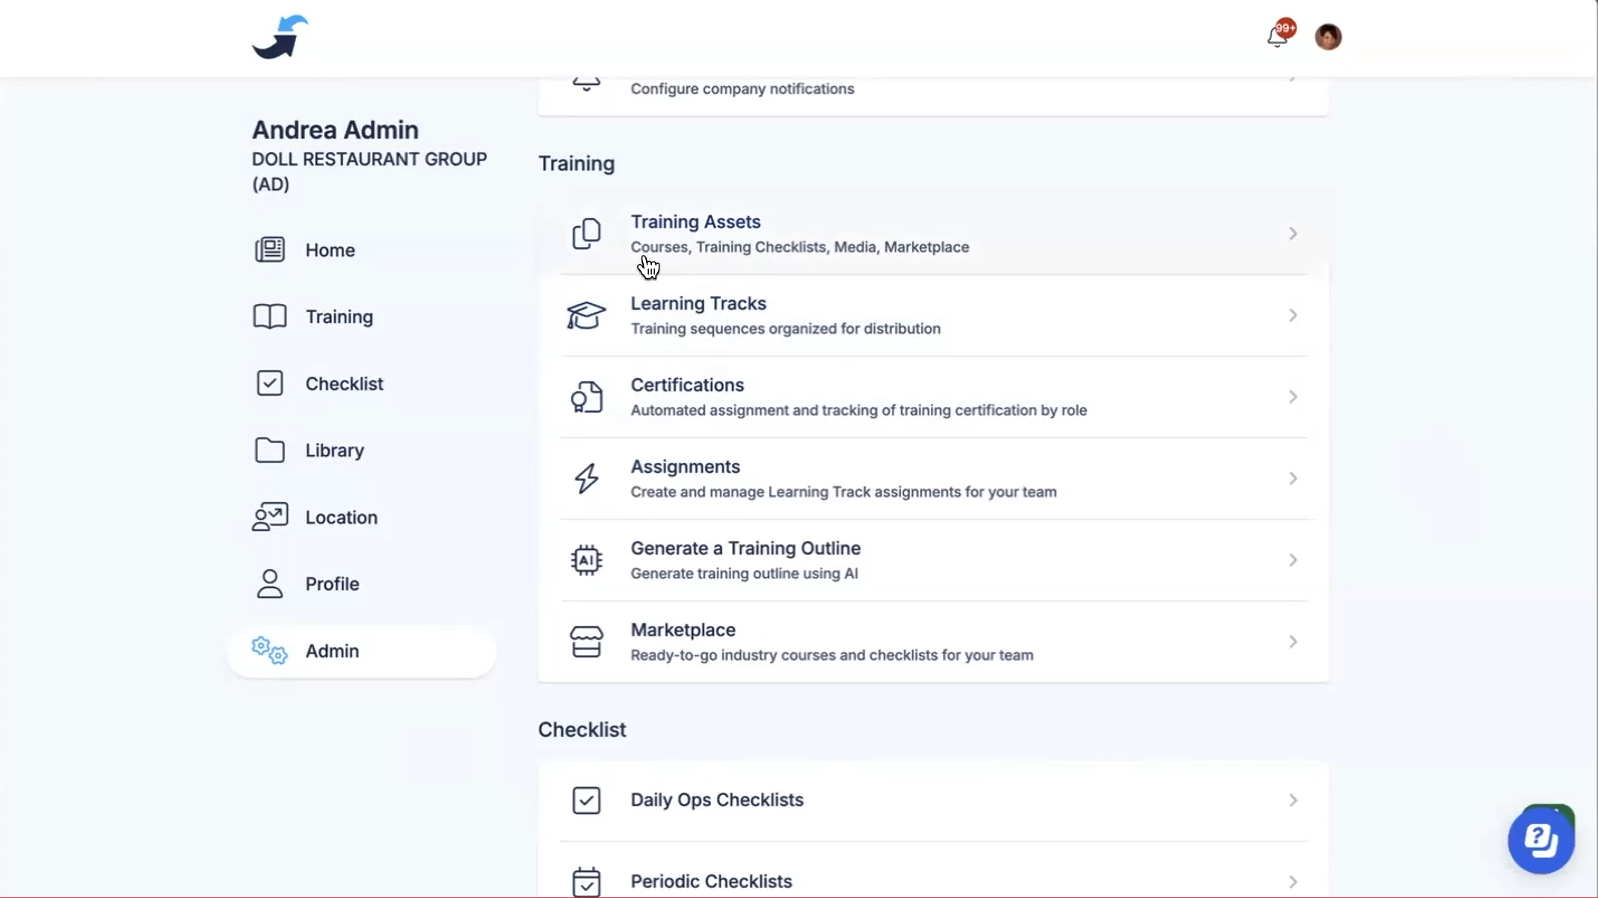 99+
Configure company notifications
Andrea Admin
DOLL RESTAURANT GROUP
(AD)
Home
Training
Checklist
Library
Location
Profile
Admin
Training
Training Assets
Courses, Training Checklists, Media, Marketplace
Learning Tracks
Training sequences organized for distribution
Certifications
Automated assignment and tracking of training certification by role
Assignments
Create and manage Learning Track assignments for your team
AI
Generate a Training Outline
Generate training outline using AI
Marketplace
Ready-to-go industry courses and checklists for your team
Checklist
Daily Ops Checklists
Periodic Checklists
?